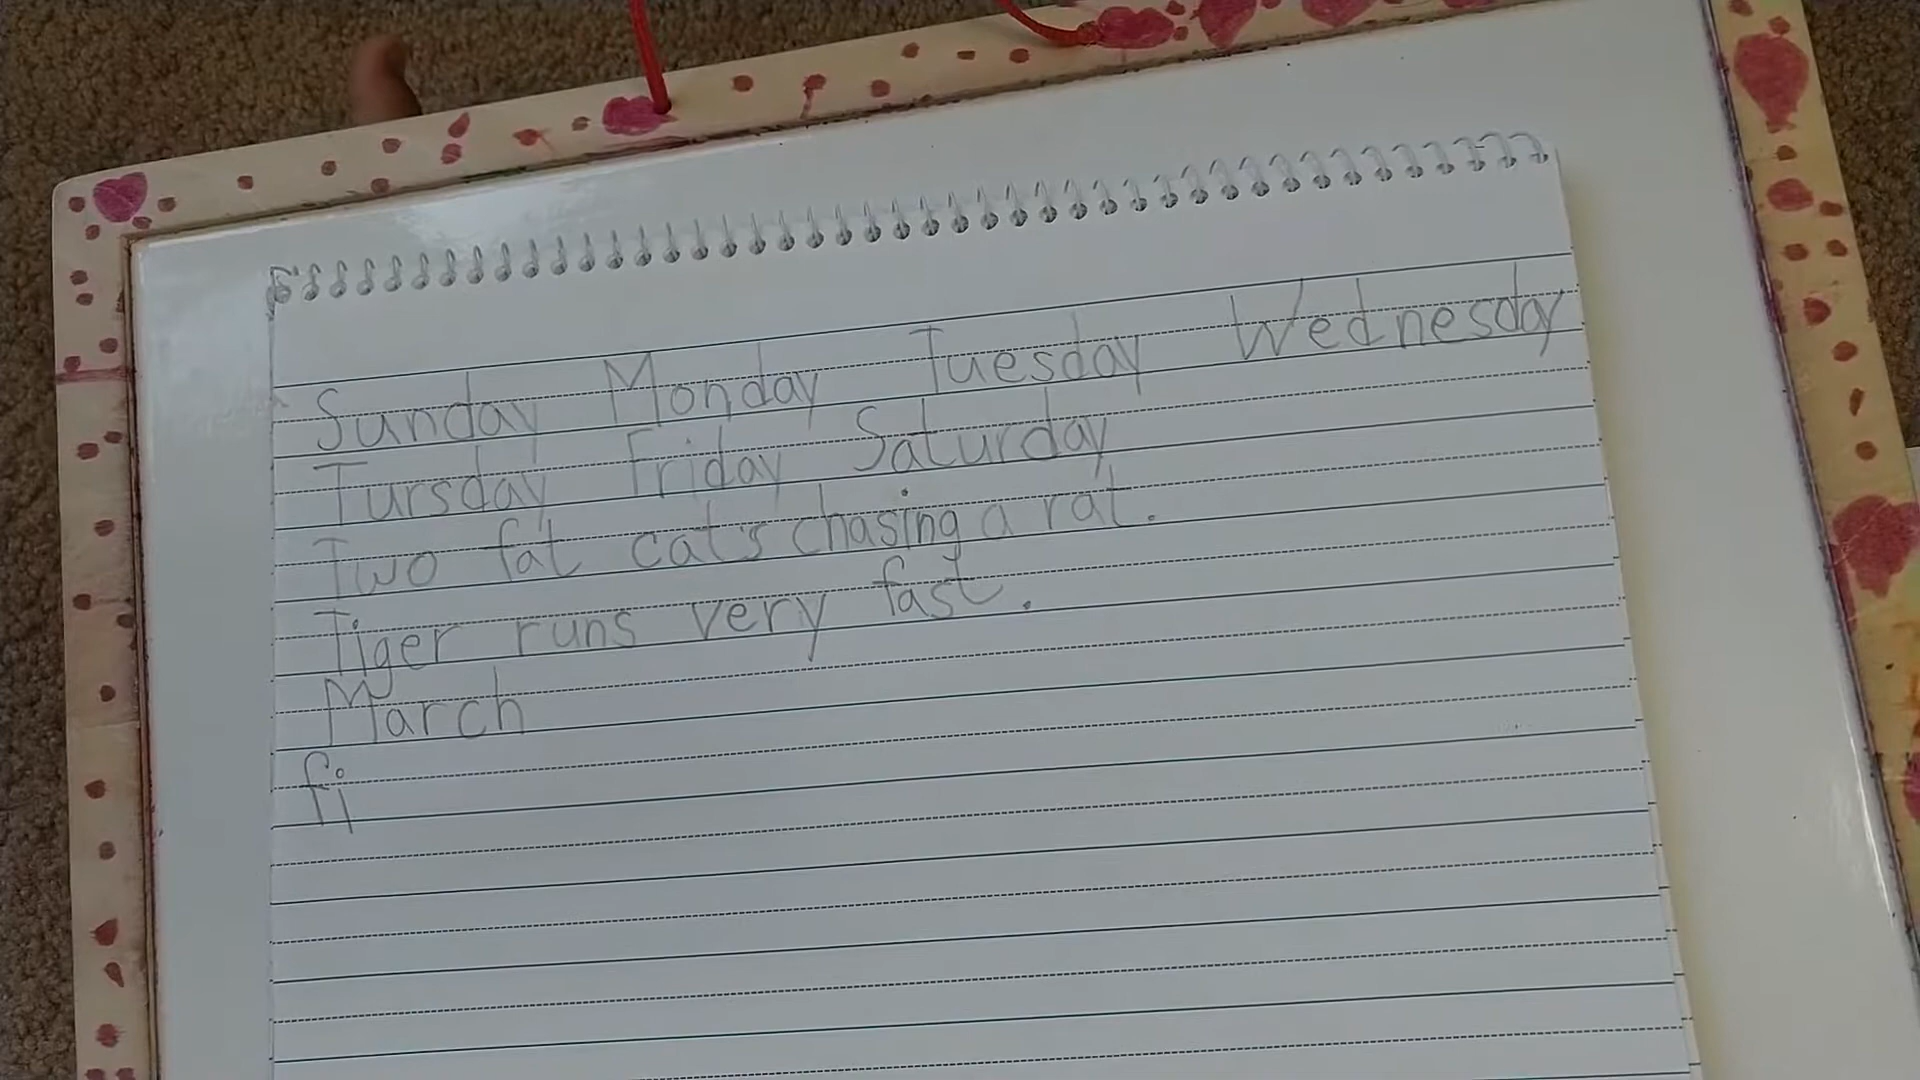 Sunday Monday Tuesday Wednesday
Tursday Friday Saturday
Two fat cat's chasing a rat.
Tiger runs very fast.
March
fi